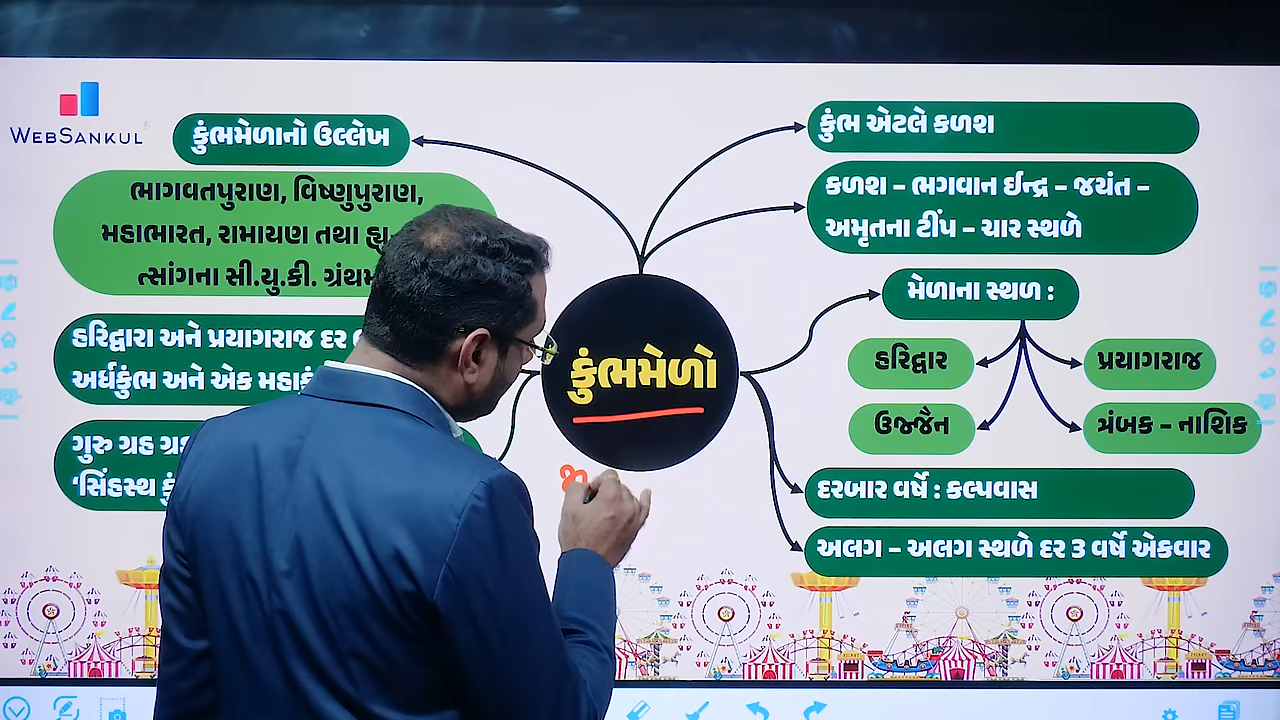 WEBSANKUL
કુંભમેળાનો ઉલ્લેખ
ભાગવતપુરાણ, વિષ્ણુપુરાણ,
મહાભારત, રામાયણ તથા હ્યુ
ત્સાંગના સી.યુ.કી. ગ્રંથમ
હરિદ્વારા અને પ્રયાગરાજ દર
અર્ધકુંભ અને એક
ગુરુ ગ્રહ
‘સિંહસ્થ
કુંભમેળો
કુંભ એટલે કળશ
કળશ – ભગવાન ઈન્દ્ર – જયંત –
અમૃતના ટીંપ – ચાર સ્થળે
મેળાના સ્થળ :
હરિદ્વાર
પ્રયાગરાજ
ઉજ્જૈન
ત્રંબક – નાશિક
દરબાર વર્ષે : કલ્પવાસ
અલગ – અલગ સ્થળે દર 3 વર્ષે એકવાર